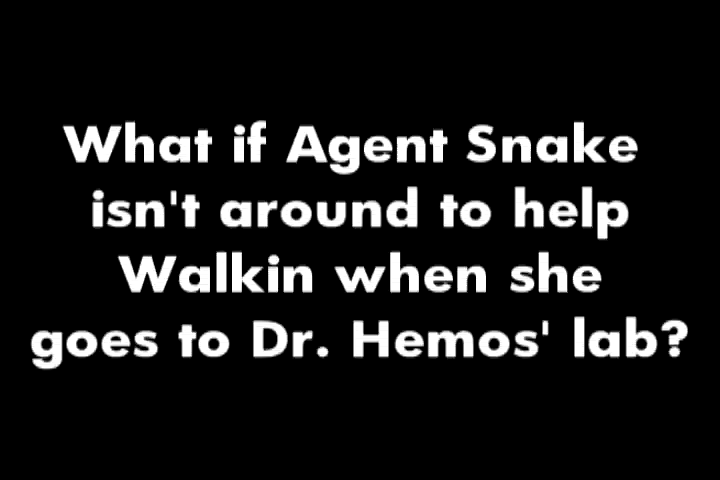 What if Agent Snake
isn't around to help
Walkin when she
goes to Dr. Hemos' lab?